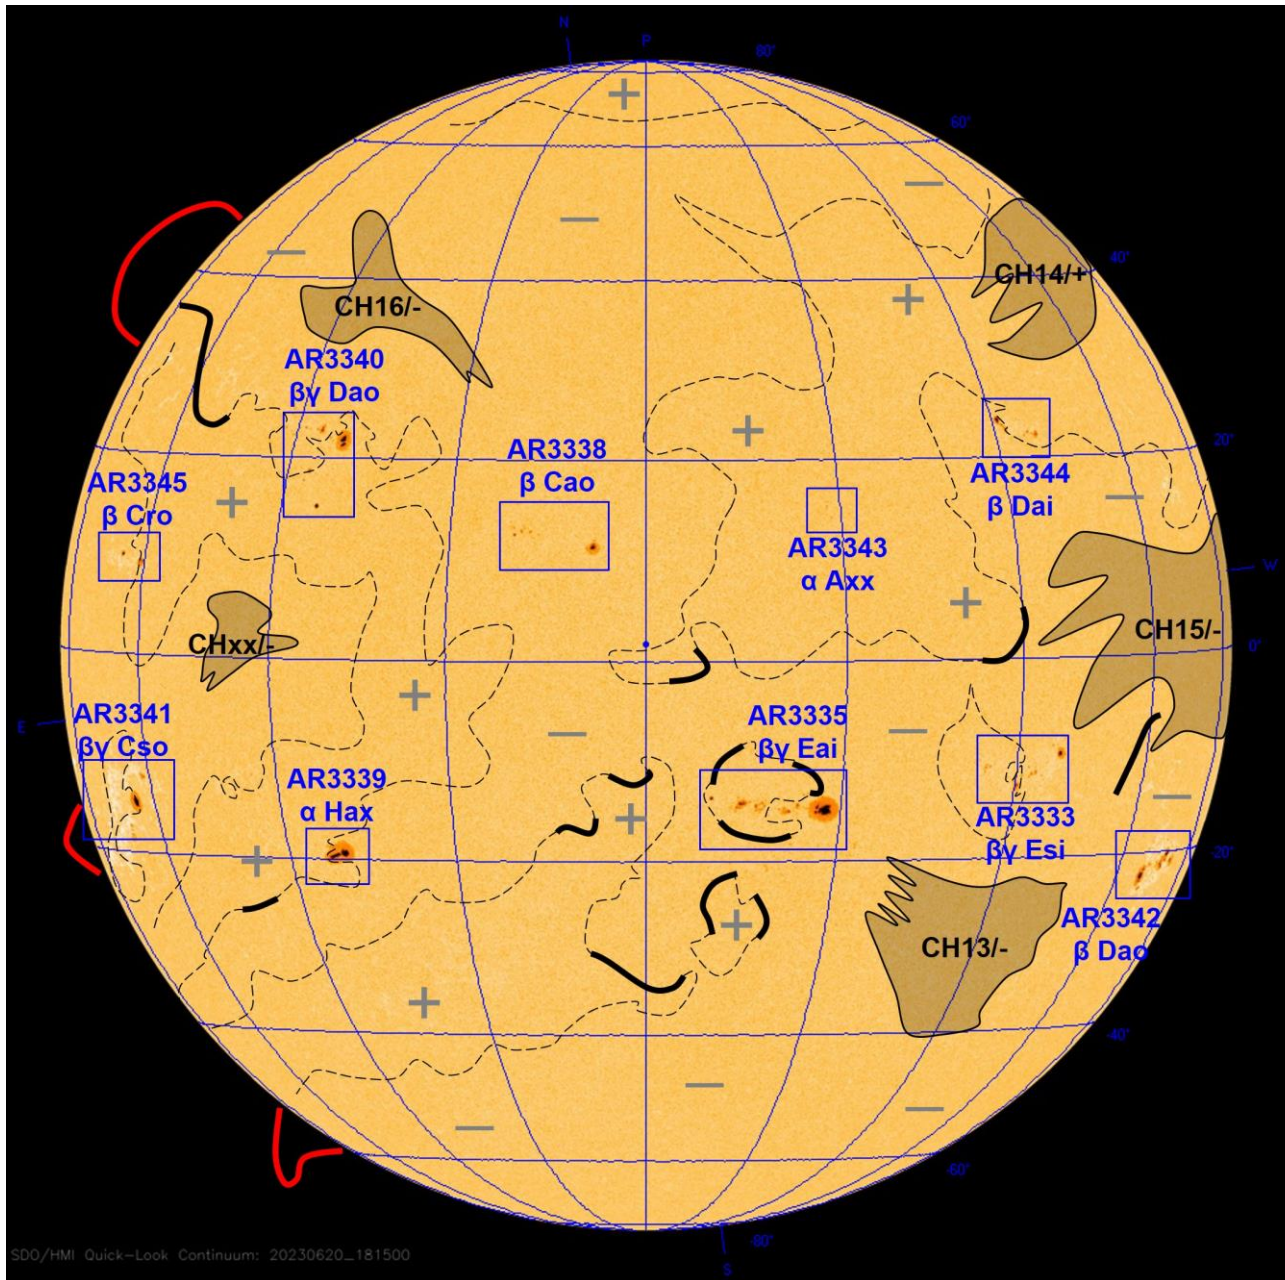 N
P
80°
60°
CH14/+
40°
CH16/-
AR3340
βγ Dao
20°
AR3338
β Cao
AR3344
β Dai
AR3345
β Cro
AR3343
α Axx
W
CH15/-
0°
CHxx/-
E
AR3341
βγ Cso
AR3335
βγ Eai
AR3339
α Hax
AR3333
βγ Esi
-20°
AR3342
β Dao
CH13/-
-40°
-60°
-80°
S
SDO/HMI Quick-Look Continuum: 20230620_181500